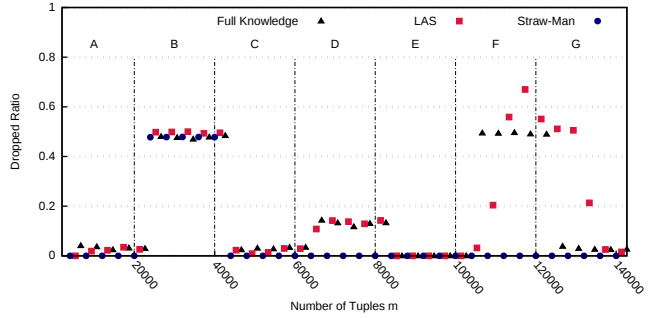 1
0.8
0.6
0.4
0.2
0
Dropped Ratio
Full Knowledge LAS Straw-Man
A B C D E F G
20000 40000 60000 80000 100000 120000 140000
Number of Tuples m